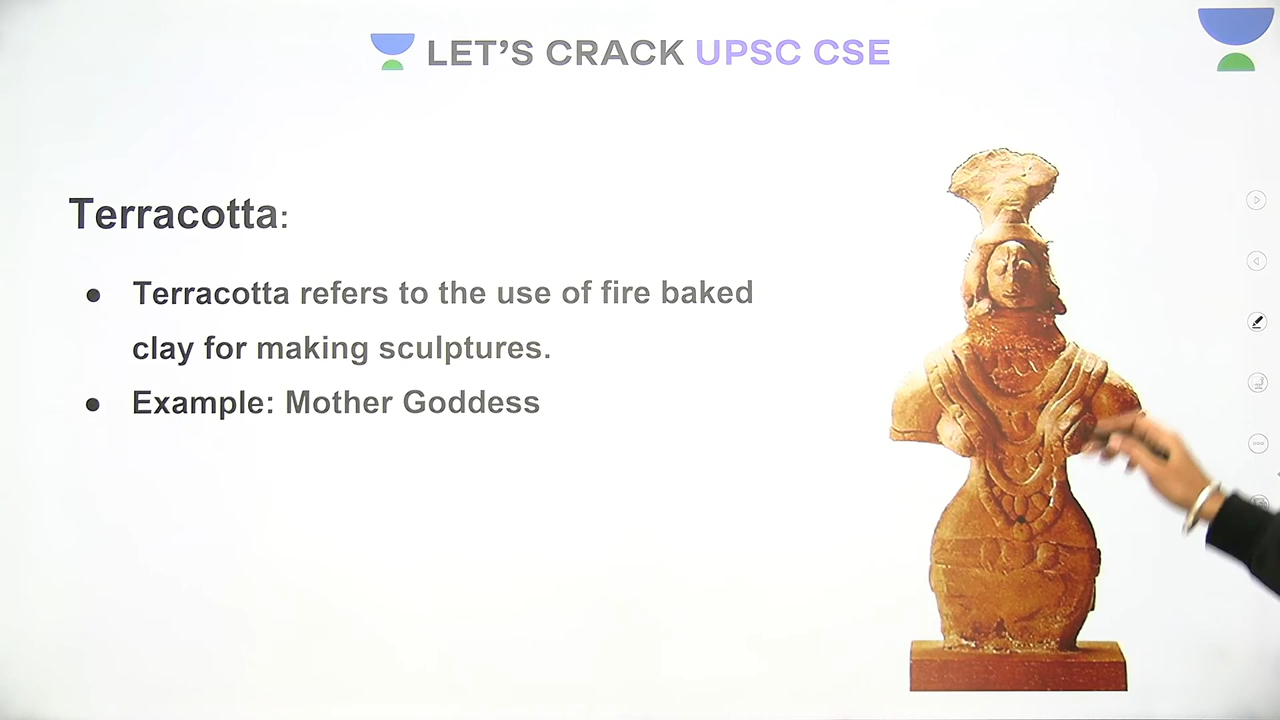 LET’S CRACK UPSC CSE
Terracotta:
● Terracotta refers to the use of fire baked
clay for making sculptures.
● Example: Mother Goddess